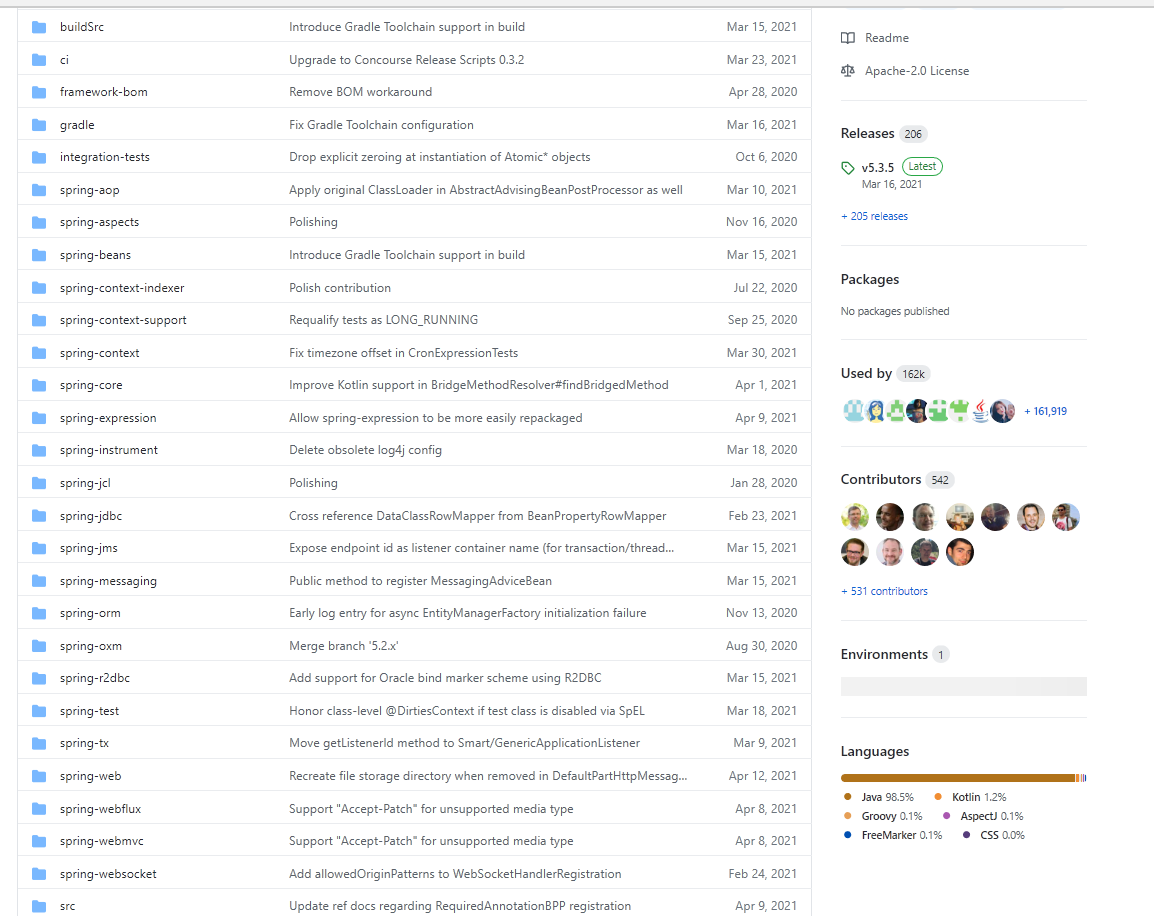 buildSrc Introduce Gradle Toolchain support in build Mar 15, 2021
ci Upgrade to Concourse Release Scripts 0.3.2 Mar 23, 2021
framework-bom Remove BOM workaround Apr 28, 2020
gradle Fix Gradle Toolchain configuration Mar 16, 2021
integration-tests Drop explicit zeroing at instantiation of Atomic* objects Oct 6, 2020
spring-aop Apply original ClassLoader in AbstractAdvisingBeanPostProcessor as well Mar 10, 2021
spring-aspects Polishing Nov 16, 2020
spring-beans Introduce Gradle Toolchain support in build Mar 15, 2021
spring-context-indexer Polish contribution Jul 22, 2020
spring-context-support Requalify tests as LONG_RUNNING Sep 25, 2020
spring-context Fix timezone offset in CronExpressionTests Mar 30, 2021
spring-core Improve Kotlin support in BridgeMethodResolver#findBridgedMethod Apr 1, 2021
spring-expression Allow spring-expression to be more easily repackaged Apr 9, 2021
spring-instrument Delete obsolete log4j config Mar 18, 2020
spring-jcl Polishing Jan 28, 2020
spring-jdbc Cross reference DataClassRowMapper from BeanPropertyRowMapper Feb 23, 2021
spring-jms Expose endpoint id as listener container name (for transaction/thread... Mar 15, 2021
spring-messaging Public method to register MessagingAdviceBean Mar 15, 2021
spring-orm Early log entry for async EntityManagerFactory initialization failure Nov 13, 2020
spring-oxm Merge branch '5.2.x' Aug 30, 2020
spring-r2dbc Add support for Oracle bind marker scheme using R2DBC Mar 15, 2021
spring-test Honor class-level @DirtiesContext if test class is disabled via SpEL Mar 18, 2021
spring-tx Move getListenerId method to Smart/GenericApplicationListener Mar 9, 2021
spring-web Recreate file storage directory when removed in DefaultPartHttpMessag... Apr 12, 2021
spring-webflux Support "Accept-Patch" for unsupported media type Apr 8, 2021
spring-webmvc Support "Accept-Patch" for unsupported media type Apr 8, 2021
spring-websocket Add allowedOriginPatterns to WebSocketHandlerRegistration Feb 24, 2021
src Update ref docs regarding RequiredAnnotationBPP registration Apr 9, 2021
Readme
Apache-2.0 License
Releases 206
v5.3.5 Latest
Mar 16, 2021
+ 205 releases
Packages
No packages published
Used by 162k
+ 161,919
Contributors 542
+ 531 contributors
Environments 1
Languages
Java 98.5% Kotlin 1.2%
Groovy 0.1% AspectJ 0.1%
FreeMarker 0.1% CSS 0.0%